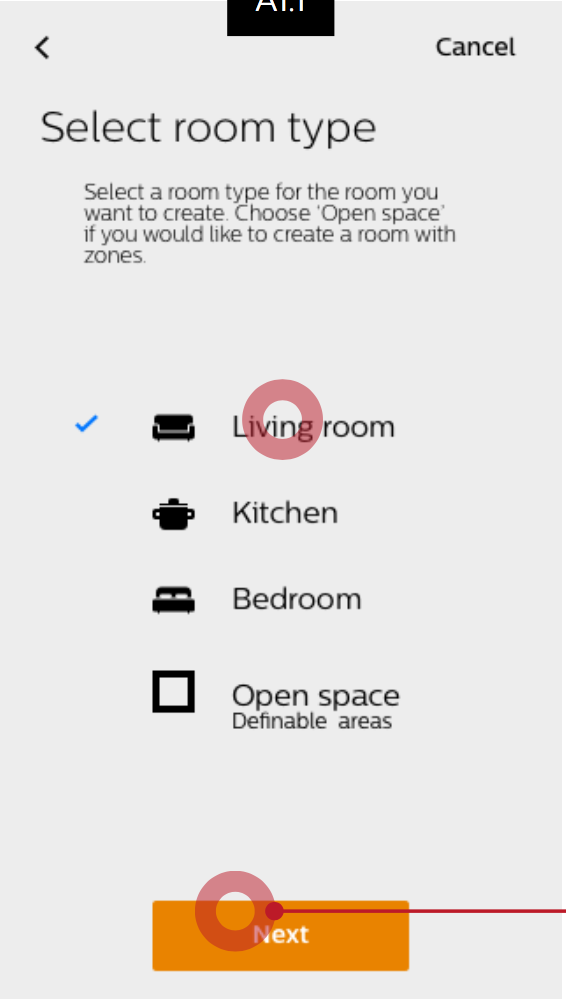 A1.1
Cancel
Select room type
Select a room type for the room you
want to create. Choose 'Open space'
if you would like to create a room with
zones.
Living room
Kitchen
Bedroom
Open space
Definable areas
Next